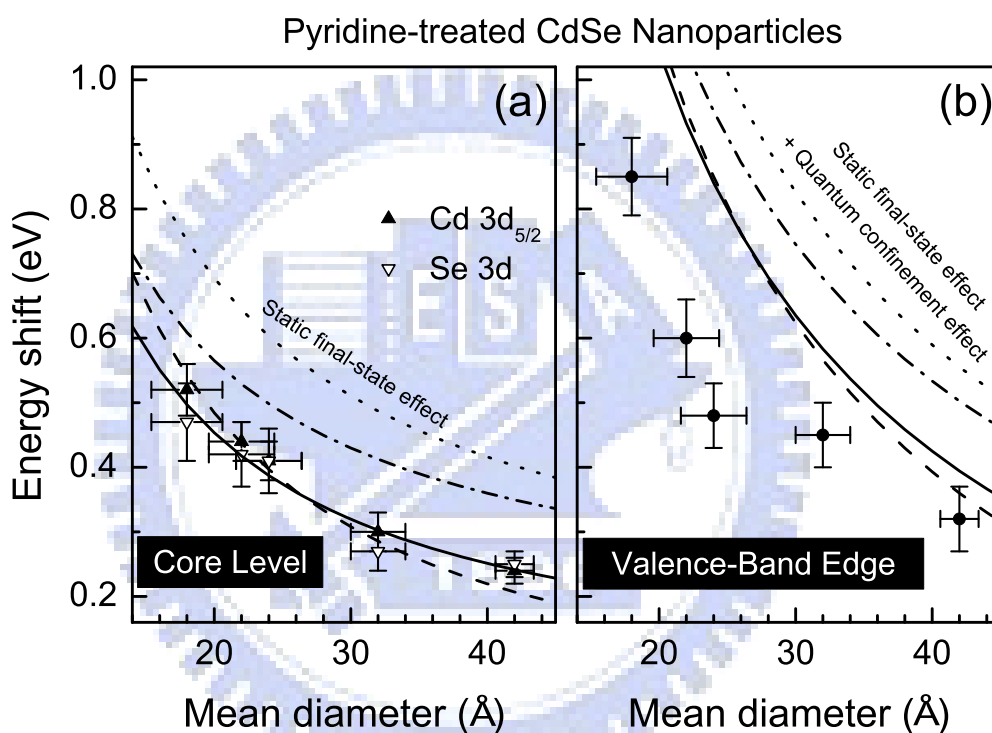 Pyridine-treated CdSe Nanoparticles
Energy shift (eV)
1.0
0.8
0.6
0.4
0.2
(a)
Cd 3d5/2
Se 3d
Static final-state effect
Core Level
20 30 40
Mean diameter (Å)
(b)
Static final-state effect
+ Quantum confinement effect
Valence-Band Edge
20 30 40
Mean diameter (Å)